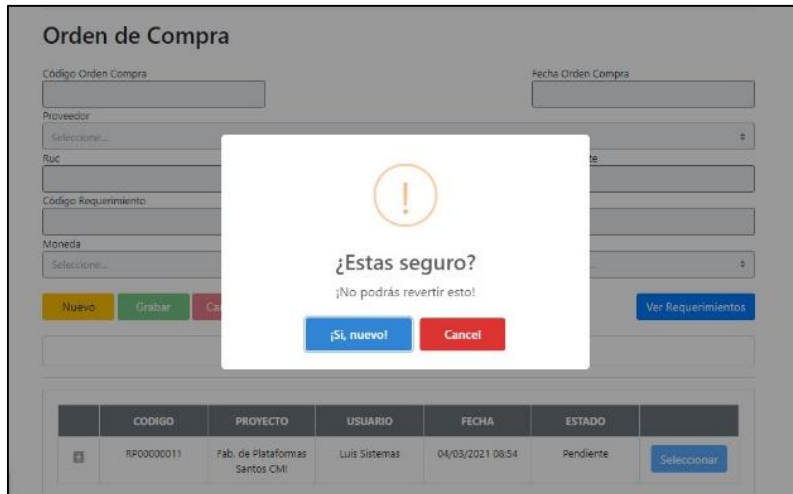 Orden de Compra
Código Orden Compra
Fecha Orden Compra
Proveedor
Seleccione...
Ruc
te
Código Requerimiento
Moneda
Seleccione...
!
¿Estas seguro?
¡No podrás revertir esto!
¡Si, nuevo!
Cancel
Nuevo
Grabar
Ca
Ver Requerimientos
CODIGO
PROYECTO
USUARIO
FECHA
ESTADO
RP00000011
Fab. de Plataformas
Santos CMI
Luis Sistemas
04/03/2021 08:54
Pendiente
Seleccionar